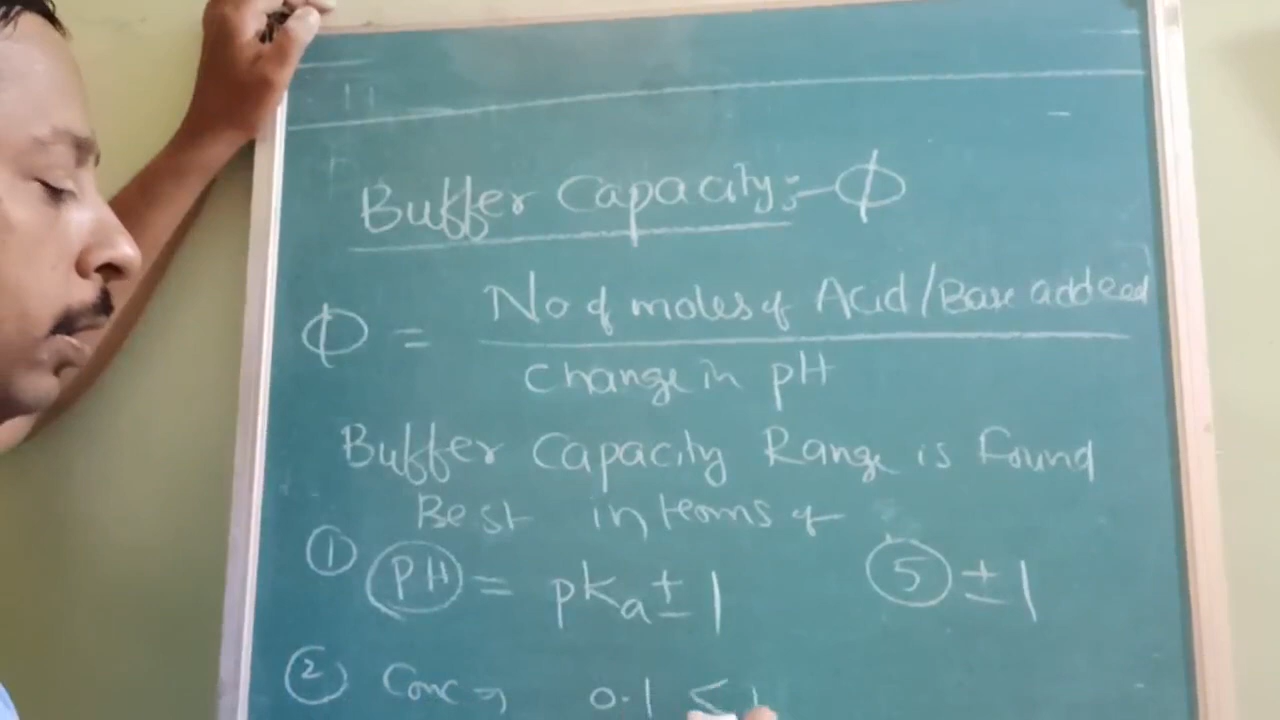 Buffer Capacity:- ϕ
ϕ = No of moles of Acid/Base added
Change in pH
Buffer Capacity Range is found
Best in terms of
① PH = pKa ± 1 5 ± 1
② Conc 0.1 <